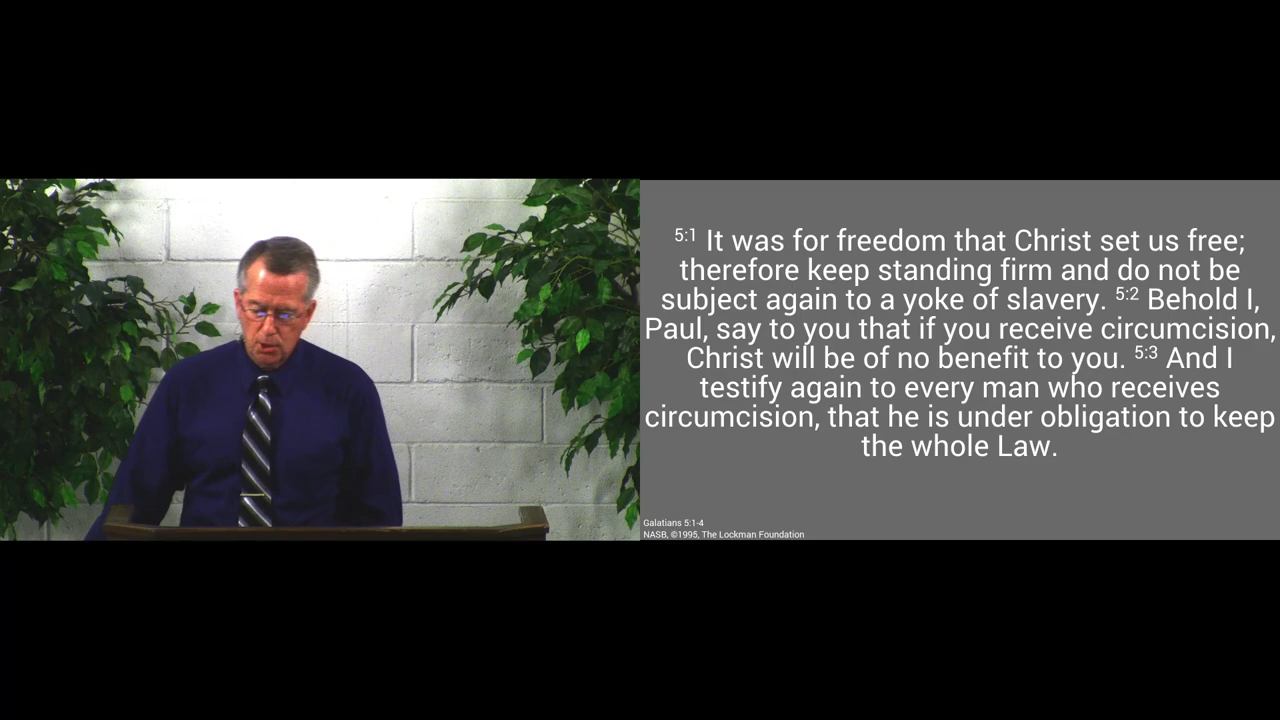 5:1 It was for freedom that Christ set us free;
therefore keep standing firm and do not be
subject again to a yoke of slavery. 5:2 Behold I,
Paul, say to you that if you receive circumcision,
Christ will be of no benefit to you. 5:3 And I
testify again to every man who receives
circumcision, that he is under obligation to keep
the whole Law.
Galatians 5:1-4
NASB, ©1995, The Lockman Foundation